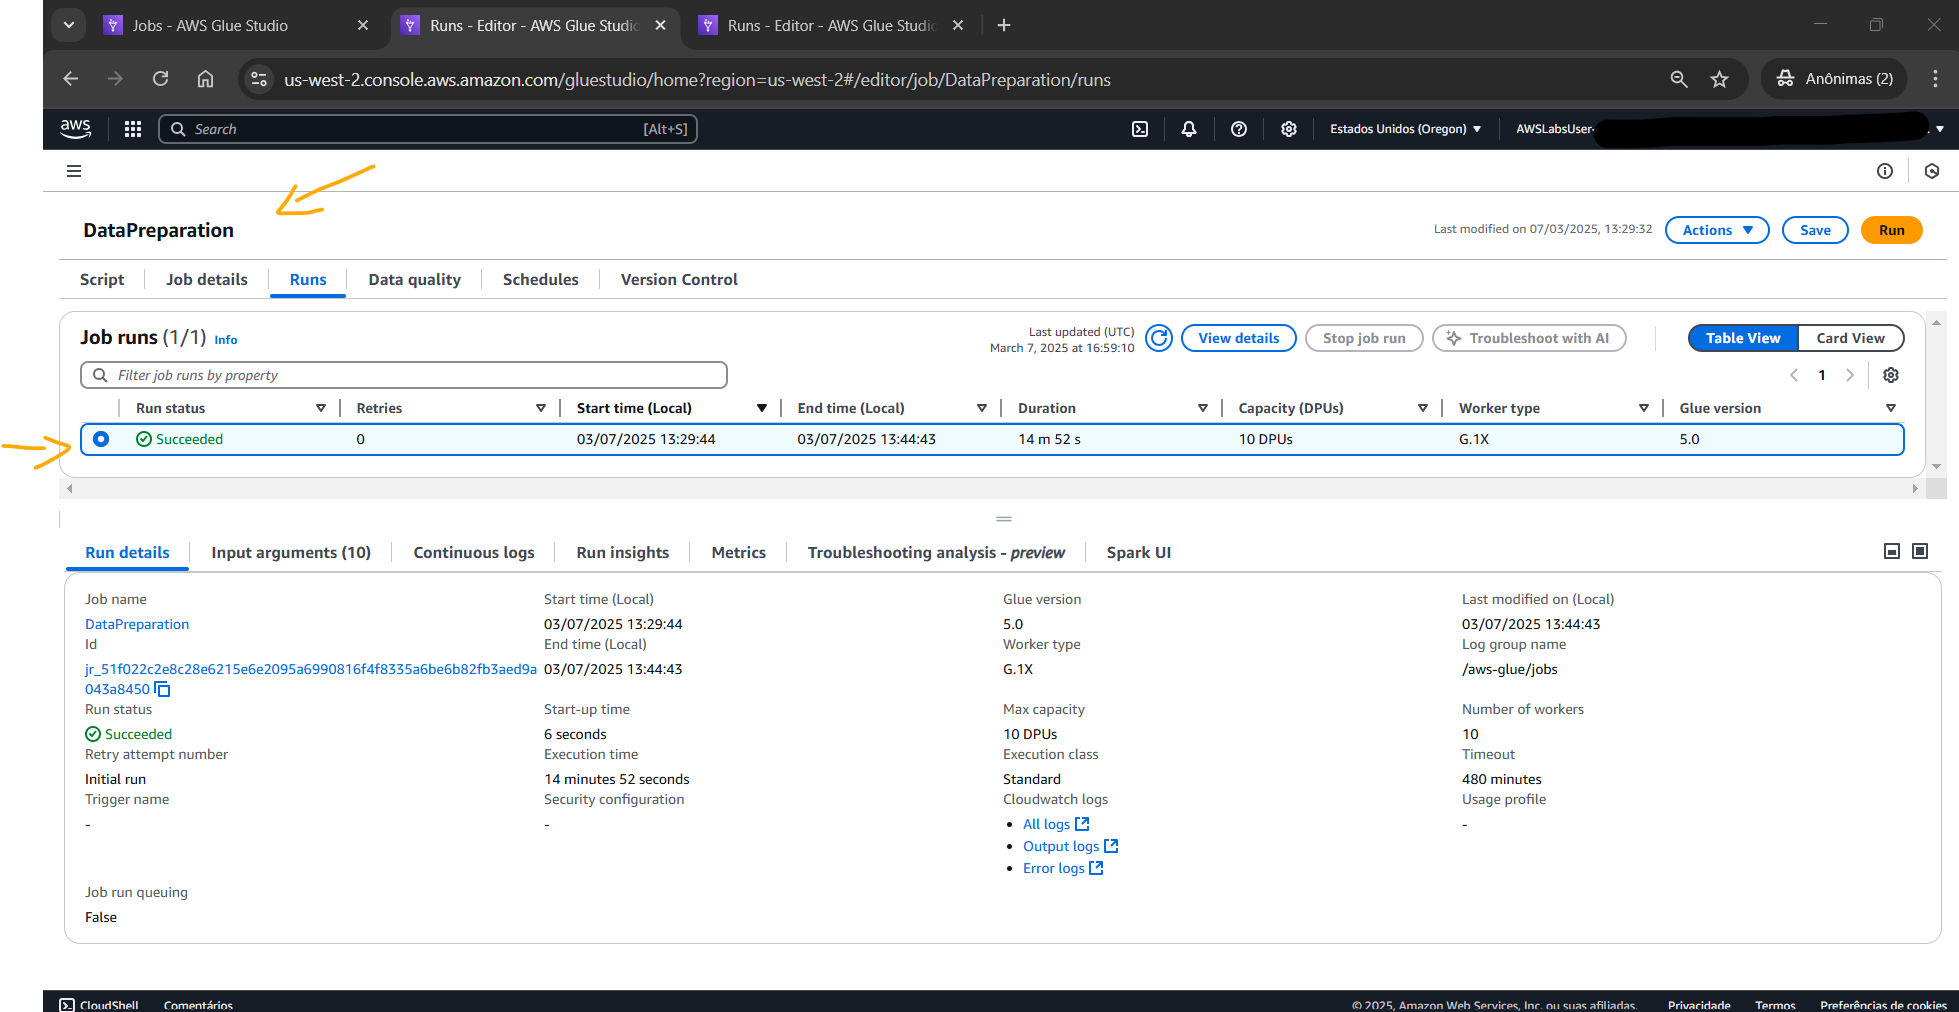 Jobs - AWS Glue Studio
Runs - Editor - AWS Glue Studio
Runs - Editor - AWS Glue Studio
us-west-2.console.aws.amazon.com/gluestudio/home?region=us-west-2#/editor/job/DataPreparation/runs
Anônimas (2)
aws
Search
[Alt+S]
Estados Unidos (Oregon)
AWSLabsUser-
DataPreparation
Last modified on 07/03/2025, 13:29:32
Actions
Save
Run
Script
Job details
Runs
Data quality
Schedules
Version Control
Job runs (1/1) Info
Last updated (UTC)
March 7, 2025 at 16:59:10
View details
Stop job run
Troubleshoot with AI
Table View
Card View
Filter job runs by property
1
Run status Retries Start time (Local) End time (Local) Duration Capacity (DPUs) Worker type Glue version
Succeeded 0 03/07/2025 13:29:44 03/07/2025 13:44:43 14 m 52 s 10 DPUs G.1X 5.0
Run details
Input arguments (10)
Continuous logs
Run insights
Metrics
Troubleshooting analysis - preview
Spark UI
Job name
DataPreparation
Id
jr_51f022c2e8c28e6215e6e2095a6990816f4f8335a6be6b82fb3aed9a
043a8450
Run status
Succeeded
Retry attempt number
Initial run
Trigger name
-
Job run queuing
False
Start time (Local)
03/07/2025 13:29:44
End time (Local)
03/07/2025 13:44:43
Start-up time
6 seconds
Execution time
14 minutes 52 seconds
Security configuration
-
Glue version
5.0
Worker type
G.1X
Max capacity
10 DPUs
Execution class
Standard
Cloudwatch logs
All logs
Output logs
Error logs
Last modified on (Local)
03/07/2025 13:44:43
Log group name
/aws-glue/jobs
Number of workers
10
Timeout
480 minutes
Usage profile
-
CloudShell
Comentários
© 2025, Amazon Web Services, Inc. ou suas afiliadas.
Privacidade
Termos
Preferências de cookies